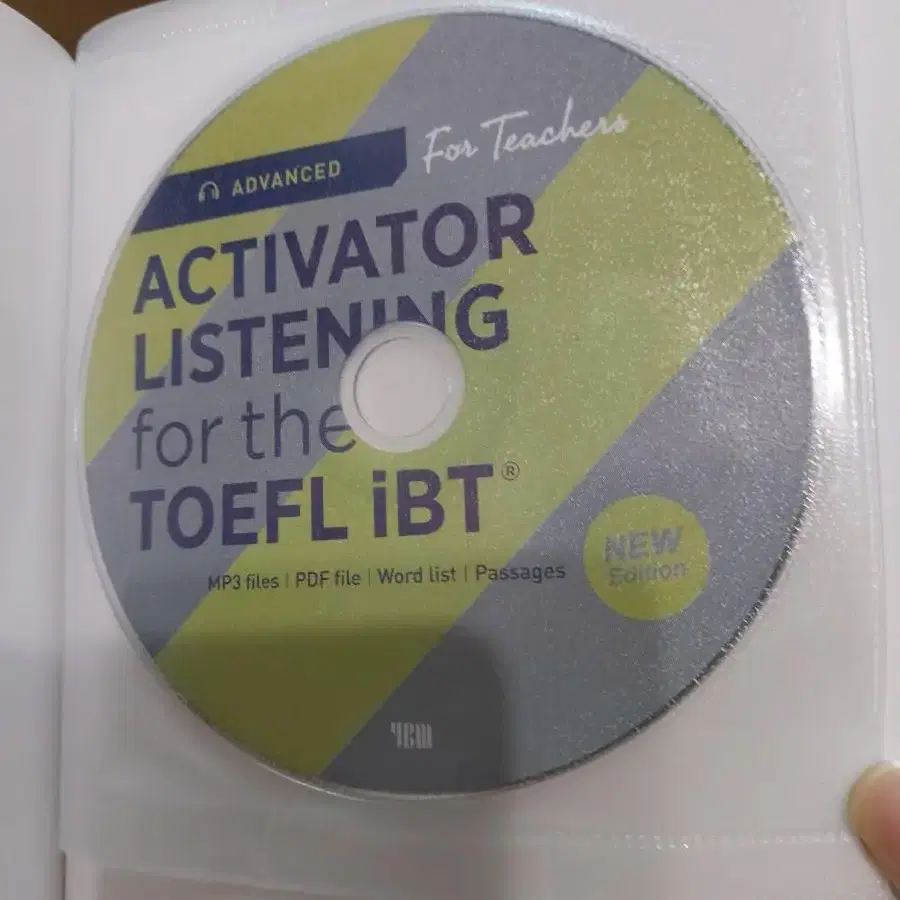 For Teachers
ADVANCED
ACTIVATOR
LISTENING
for the
TOEFL iBT®
MP3 files | PDF file | Word list | Passages
NEW
Edition
YBM